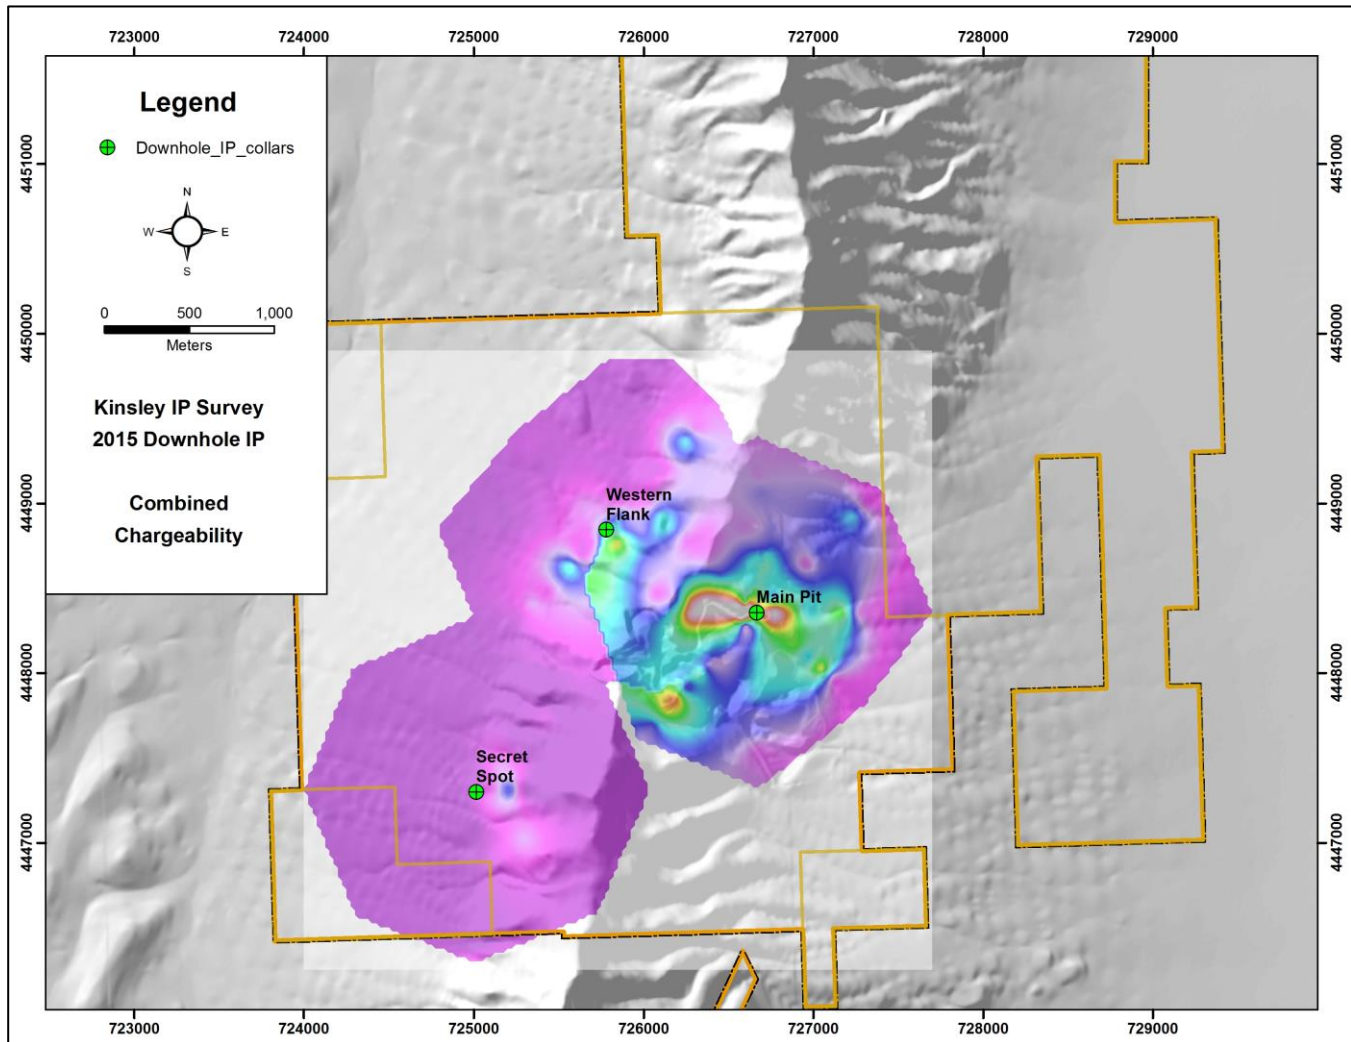 723000 724000 725000 726000 727000 728000 729000
Legend
Downhole_IP_collars
N
W E
S
0 500 1,000
Meters
Kinsley IP Survey
2015 Downhole IP
Combined
Chargeability
4451000
4450000
4449000
4448000
4447000
Western
Flank
Main Pit
Secret
Spot
4451000
4450000
4449000
4448000
4447000
723000 724000 725000 726000 727000 728000 729000